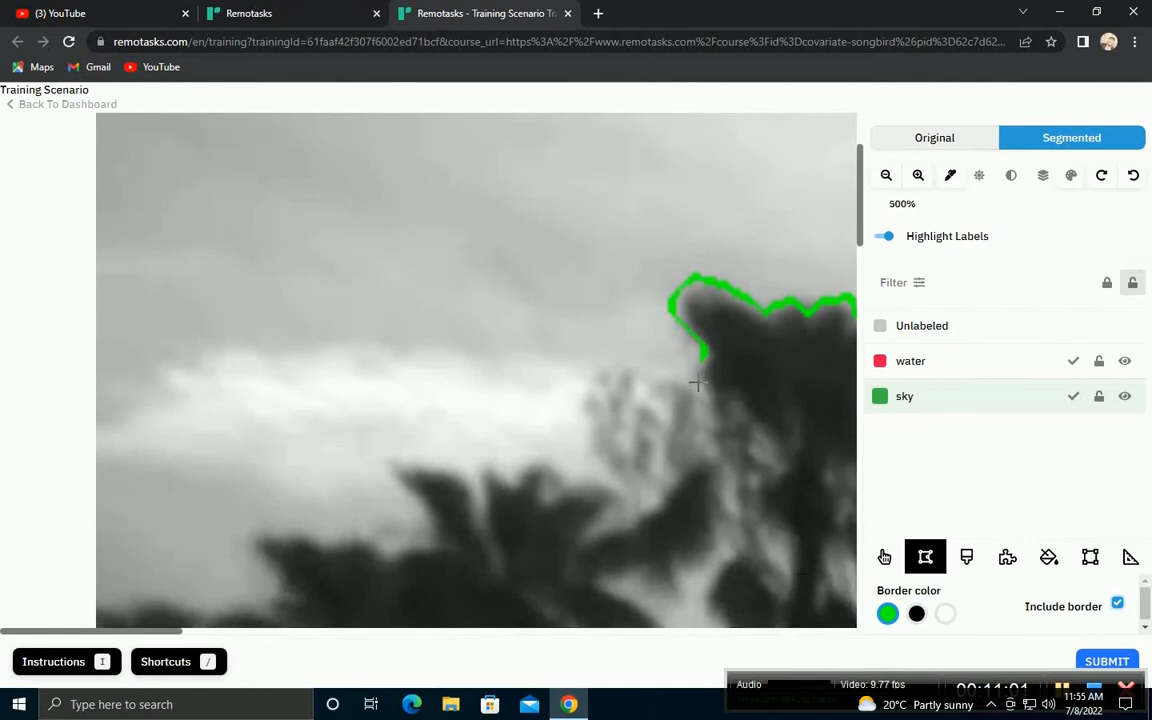 (3) YouTube
Remotasks
Remotasks - Training Scenario Tr
remotasks.com/en/training?trainingId=61faaf42f307f6002ed71bcf&course_url=https%3A%2F%2Fwww.remotasks.com%2Fcourse%3Fid%3Dcovariate-songbird%26pid%3D62c7d62...
Maps
Gmail
YouTube
Training Scenario
Back To Dashboard
Original
Segmented
500%
Highlight Labels
Filter
Unlabeled
water
sky
Border color
Include border
Instructions I
Shortcuts /
SUBMIT
Audio
Video: 9.77 fps
00:11:01
Type here to search
20°C Partly sunny
11:55 AM
7/8/2022